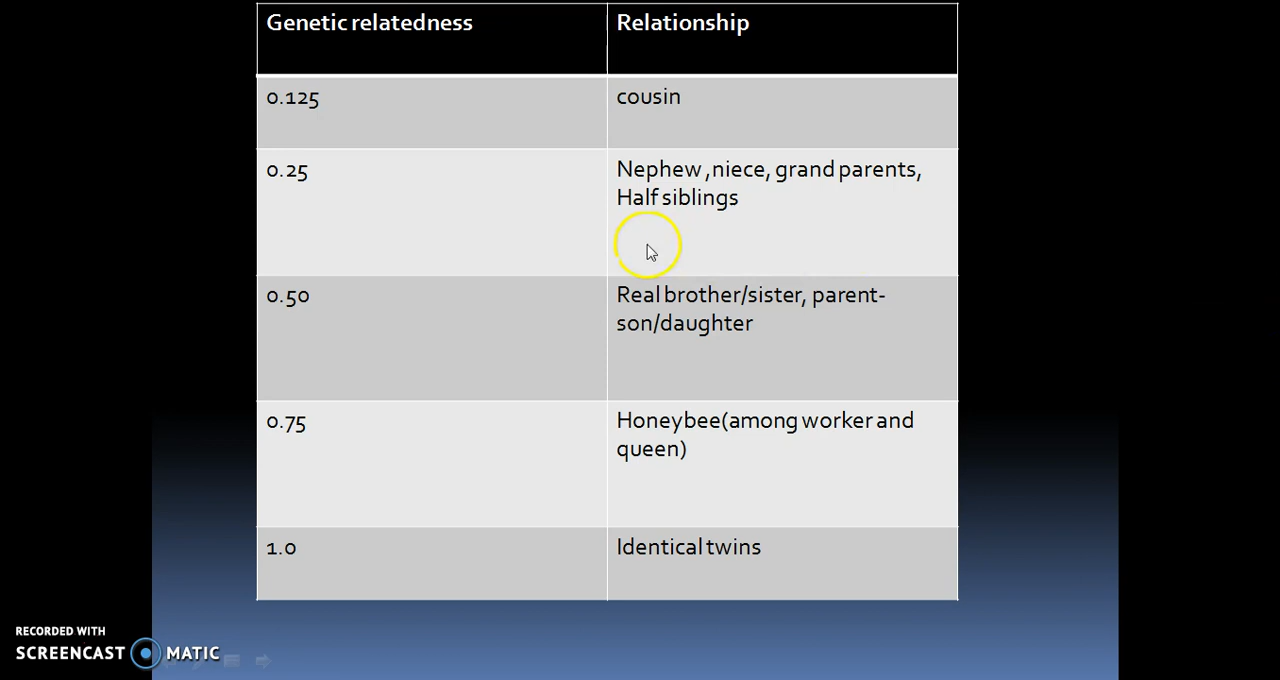 Genetic relatedness
Relationship
0.125
cousin
0.25
Nephew ,niece, grand parents,
Half siblings
0.50
Real brother/sister, parent-
son/daughter
0.75
Honeybee(among worker and
queen)
1.0
Identical twins
RECORDED WITH
SCREENCAST MATIC